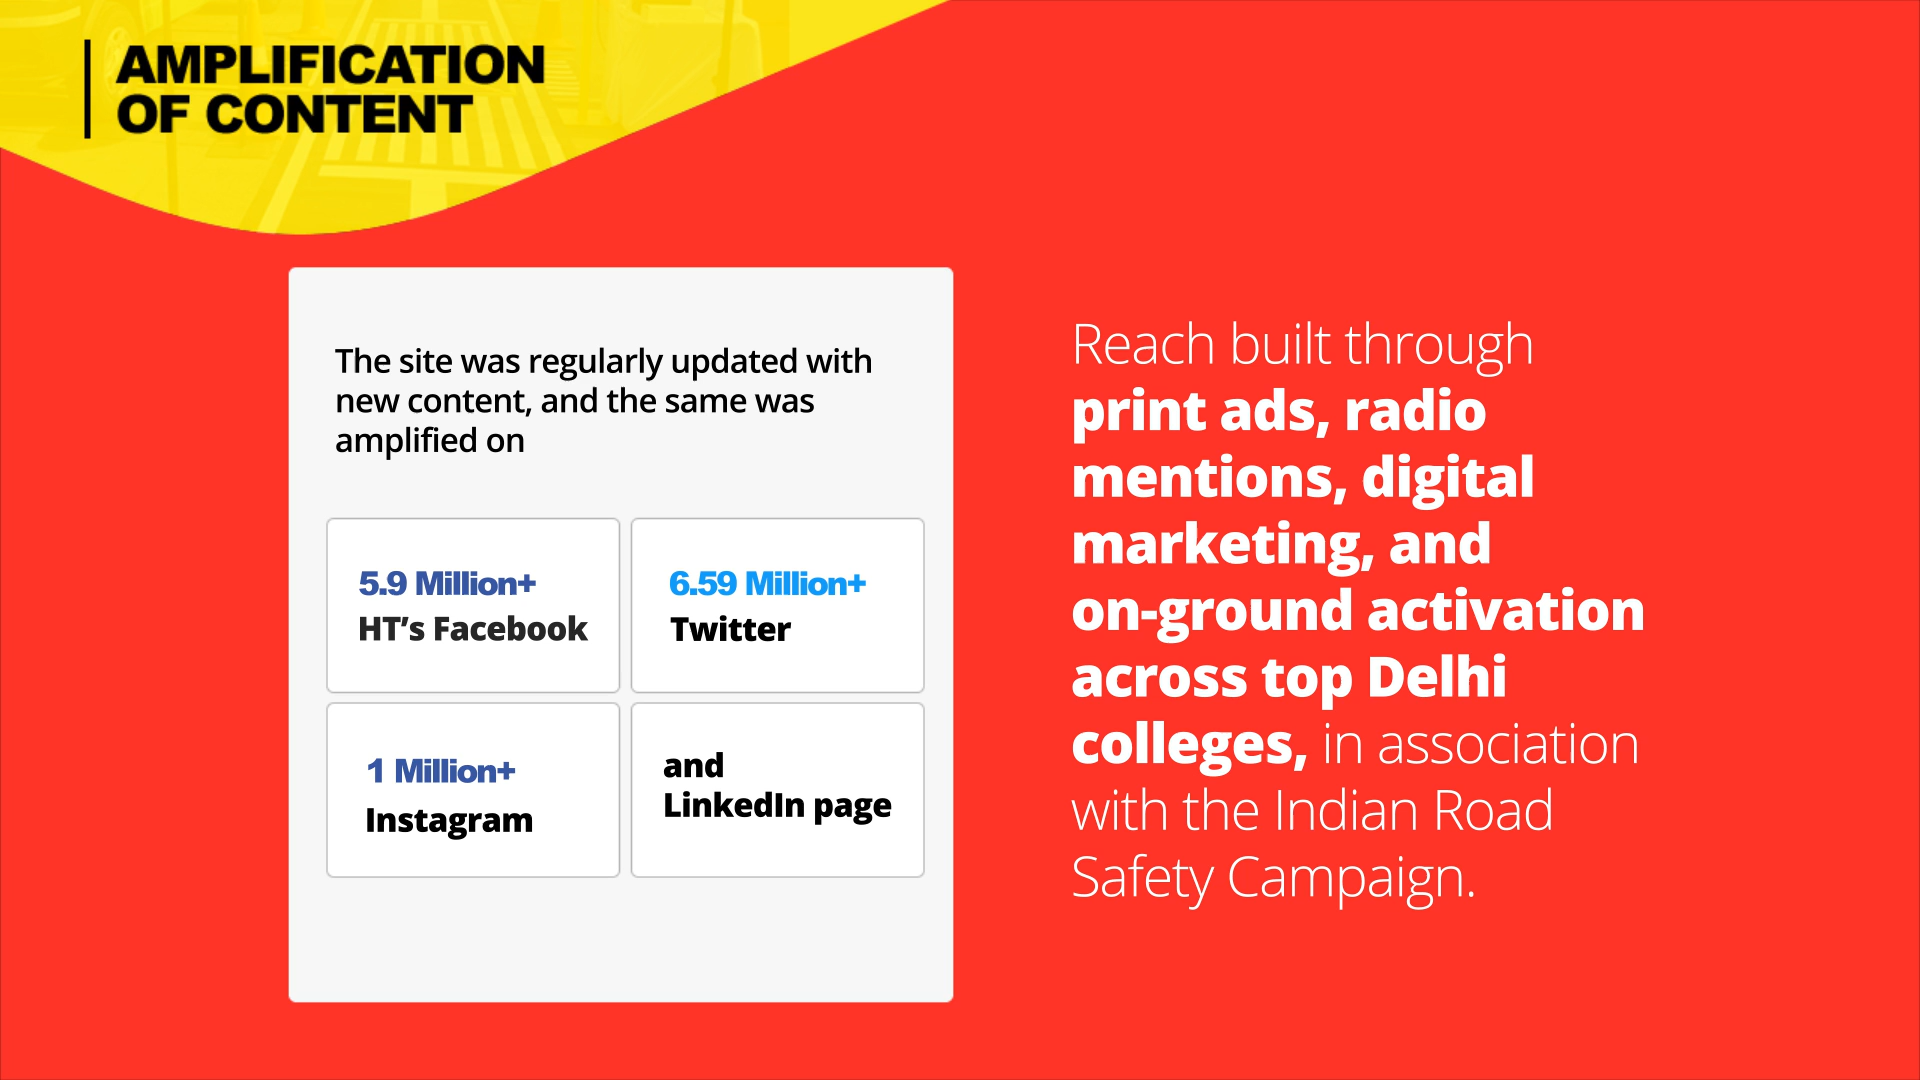 AMPLIFICATION
OF CONTENT
The site was regularly updated with
new content, and the same was
amplified on
5.9 Million+
HT’s Facebook
6.59 Million+
Twitter
1 Million+
Instagram
and
LinkedIn page
Reach built through
print ads, radio
mentions, digital
marketing, and
on-ground activation
across top Delhi
colleges, in association
with the Indian Road
Safety Campaign.